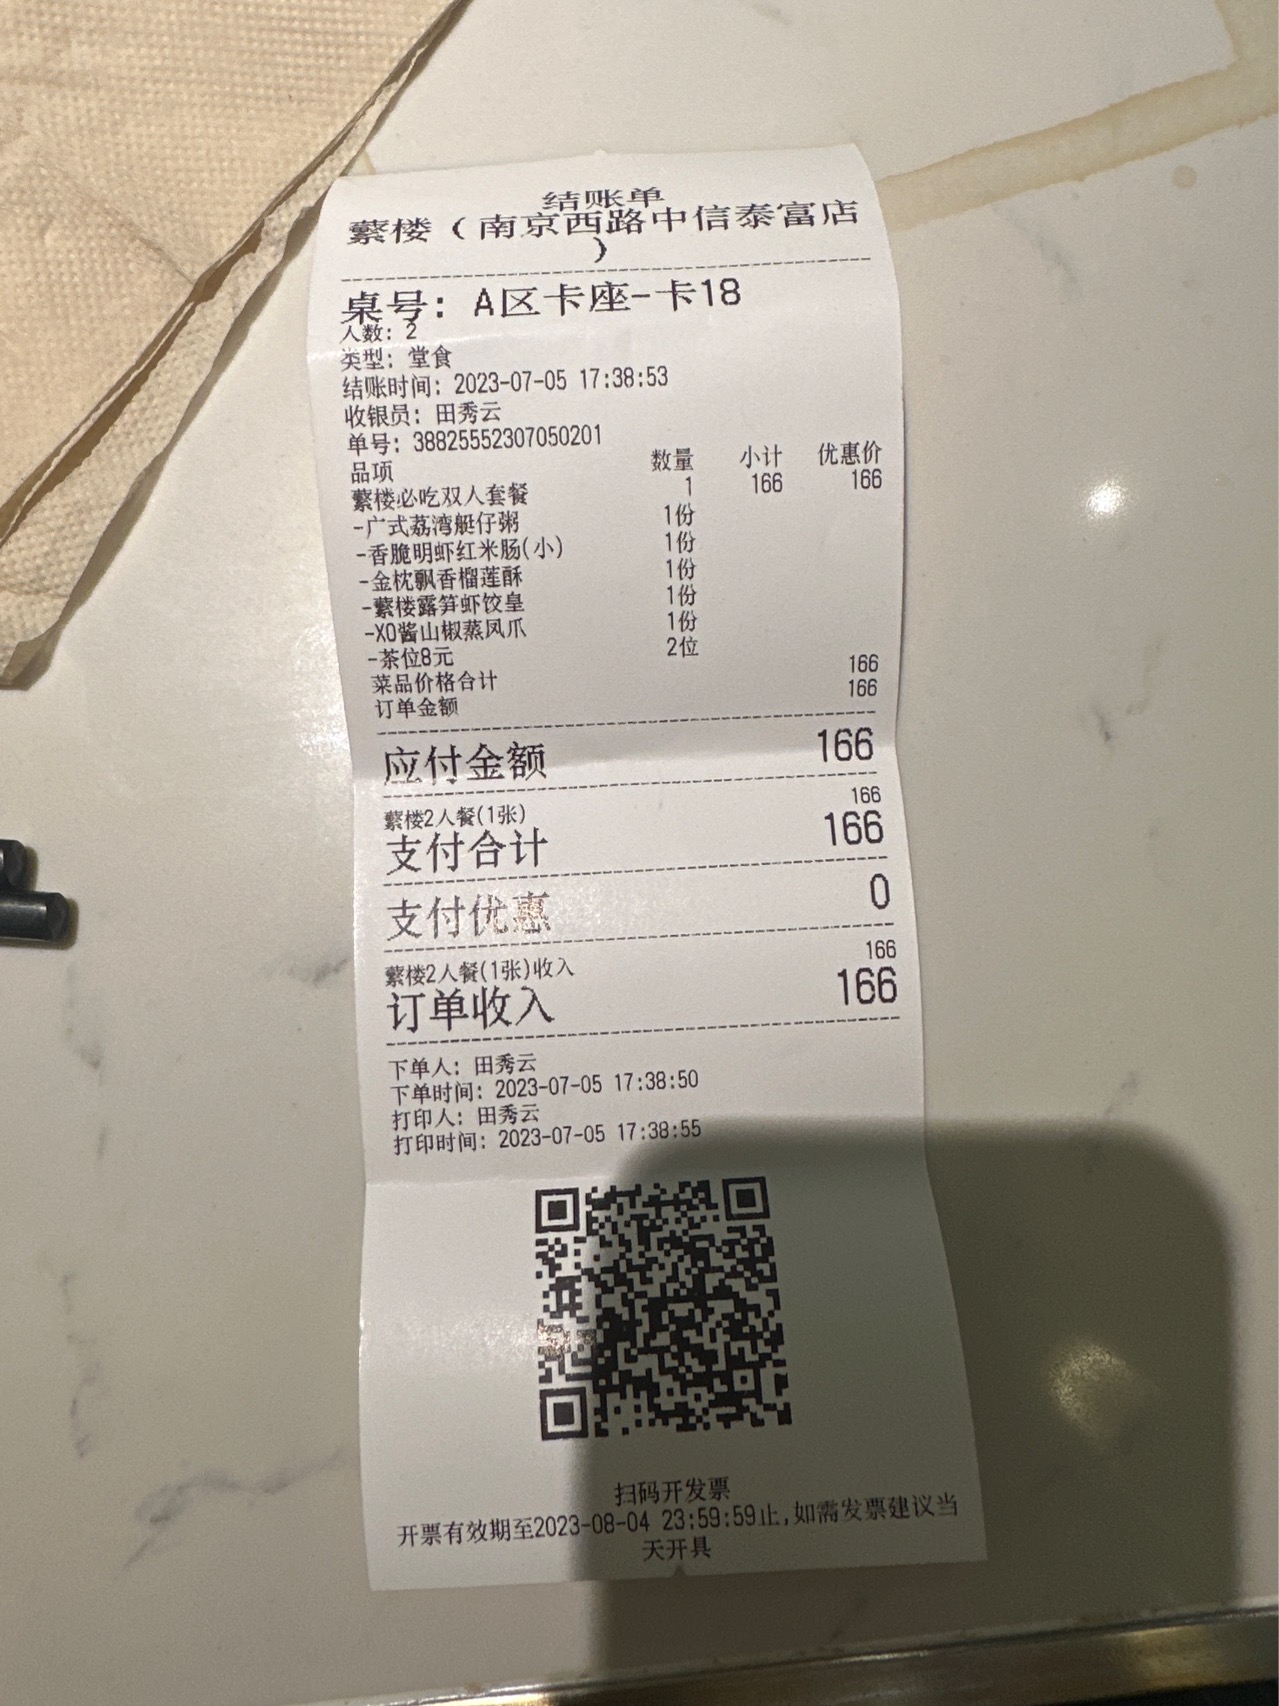 结账单
蘩楼（南京西路中信泰富店
）
桌号: A区卡座-卡18
人数: 2
类型: 堂食
结账时间: 2023-07-05 17:38:53
收银员: 田秀云
单号: 38825552307050201
品项 数量 小计 优惠价
蘩楼必吃双人套餐 1 166 166
-广式荔湾艇仔粥 1份
-香脆明虾红米肠(小) 1份
-金枕飘香榴莲酥 1份
-蘩楼露笋虾饺皇 1份
-XO酱山椒蒸凤爪 1份
-茶位8元 2位
菜品价格合计 166
订单金额 166
应付金额 166
蘩楼2人餐(1张) 166
支付合计 166
支付优惠 0
蘩楼2人餐(1张)收入 166
订单收入 166
下单人: 田秀云
下单时间: 2023-07-05 17:38:50
打印人: 田秀云
打印时间: 2023-07-05 17:38:55
扫码开发票
开票有效期至2023-08-04 23:59:59止,如需发票建议当
天开具